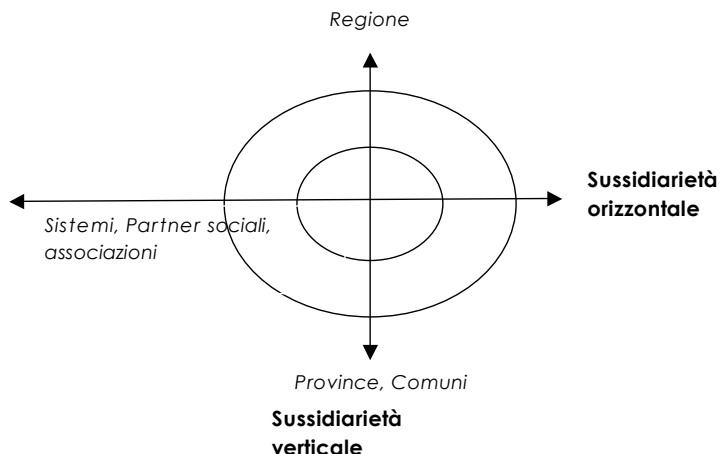 Regione
Sussidiarietà
orizzontale
Sistemi, Partner sociali,
associazioni
Province, Comuni
Sussidiarietà
verticale